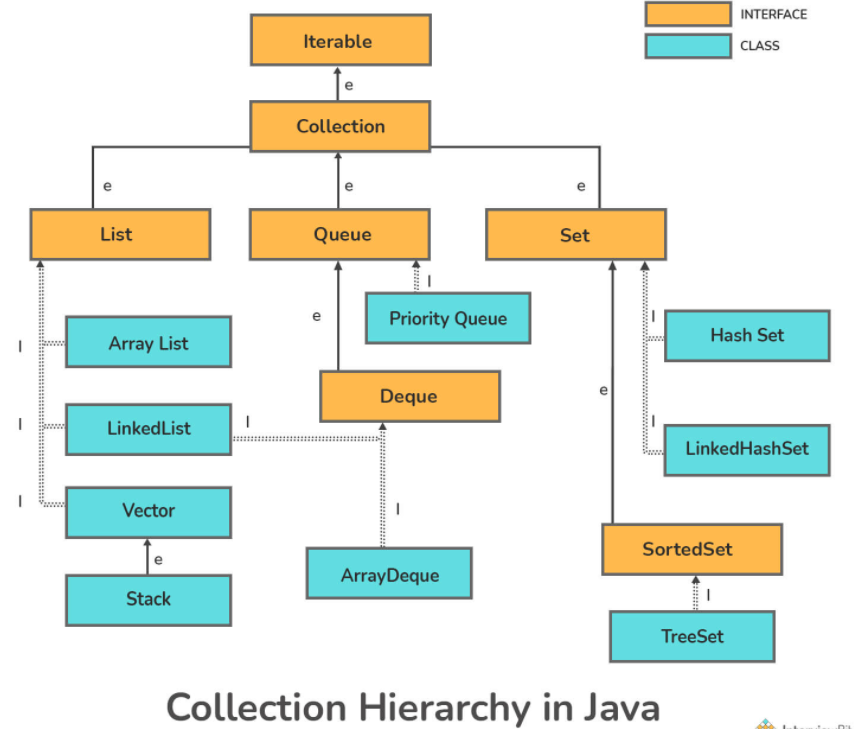 INTERFACE
CLASS
Iterable
e
Collection
e
e
e
List
Queue
Set
I
Priority Queue
e
I
Hash Set
Array List
I
Deque
e
I
I
LinkedList
I
LinkedHashSet
I
Vector
I
SortedSet
e
ArrayDeque
I
Stack
TreeSet
Collection Hierarchy in Java